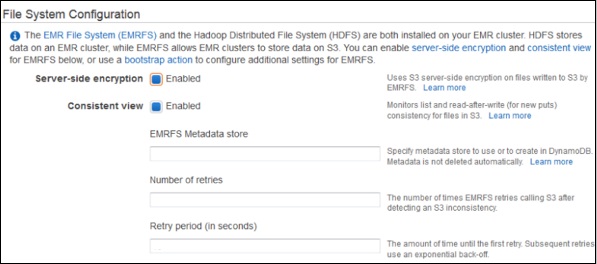 File System Configuration
The EMR File System (EMRFS) and the Hadoop Distributed File System (HDFS) are both installed on your EMR cluster. HDFS stores
data on an EMR cluster, while EMRFS allows EMR clusters to store data on S3. You can enable server-side encryption and consistent view
for EMRFS below, or use a bootstrap action to configure additional settings for EMRFS.
Server-side encryption Enabled
Uses S3 server-side encryption on files written to S3 by
EMRFS. Learn more
Consistent view Enabled
Monitors list and read-after-write (for new puts)
consistency for files in S3. Learn more
EMRFS Metadata store
Specify metadata store to use or to create in DynamoDB.
Metadata is not deleted automatically. Learn more
Number of retries
The number of times EMRFS retries calling S3 after
detecting an S3 inconsistency.
Retry period (in seconds)
The amount of time until the first retry. Subsequent retries
use an exponential back-off.